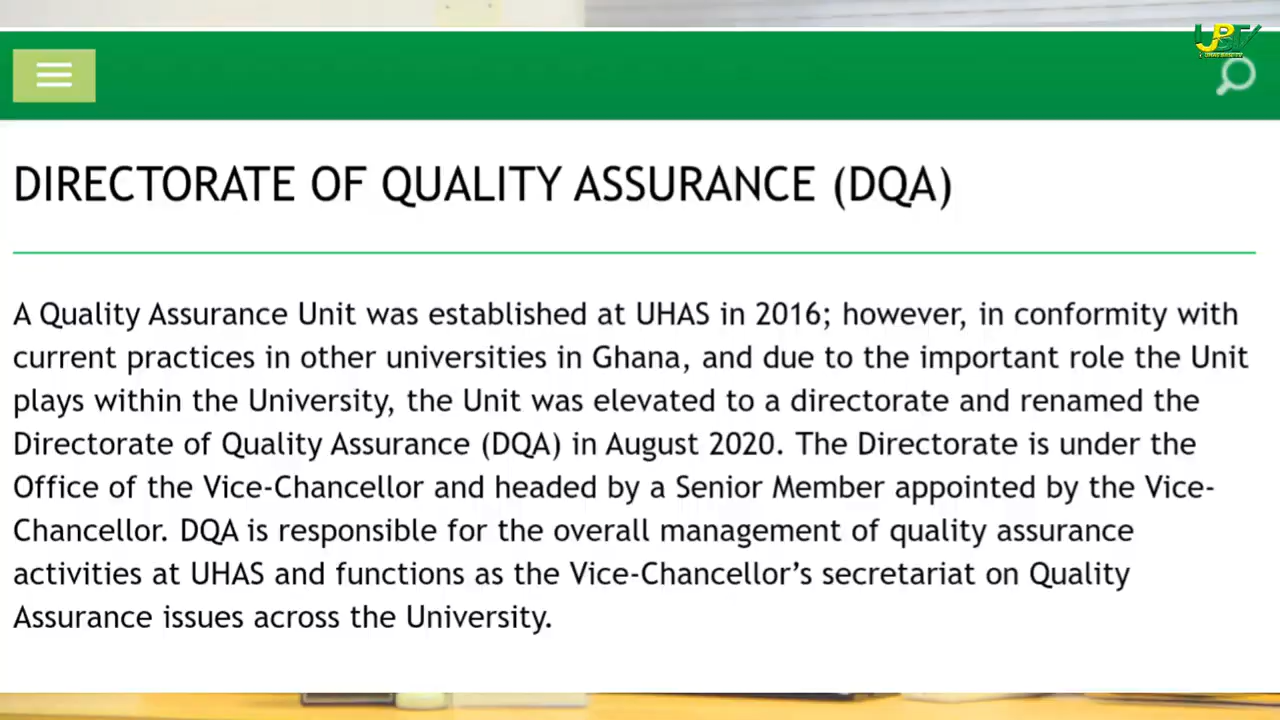 DIRECTORATE OF QUALITY ASSURANCE (DQA)
A Quality Assurance Unit was established at UHAS in 2016; however, in conformity with
current practices in other universities in Ghana, and due to the important role the Unit
plays within the University, the Unit was elevated to a directorate and renamed the
Directorate of Quality Assurance (DQA) in August 2020. The Directorate is under the
Office of the Vice-Chancellor and headed by a Senior Member appointed by the Vice-
Chancellor. DQA is responsible for the overall management of quality assurance
activities at UHAS and functions as the Vice-Chancellor’s secretariat on Quality
Assurance issues across the University.